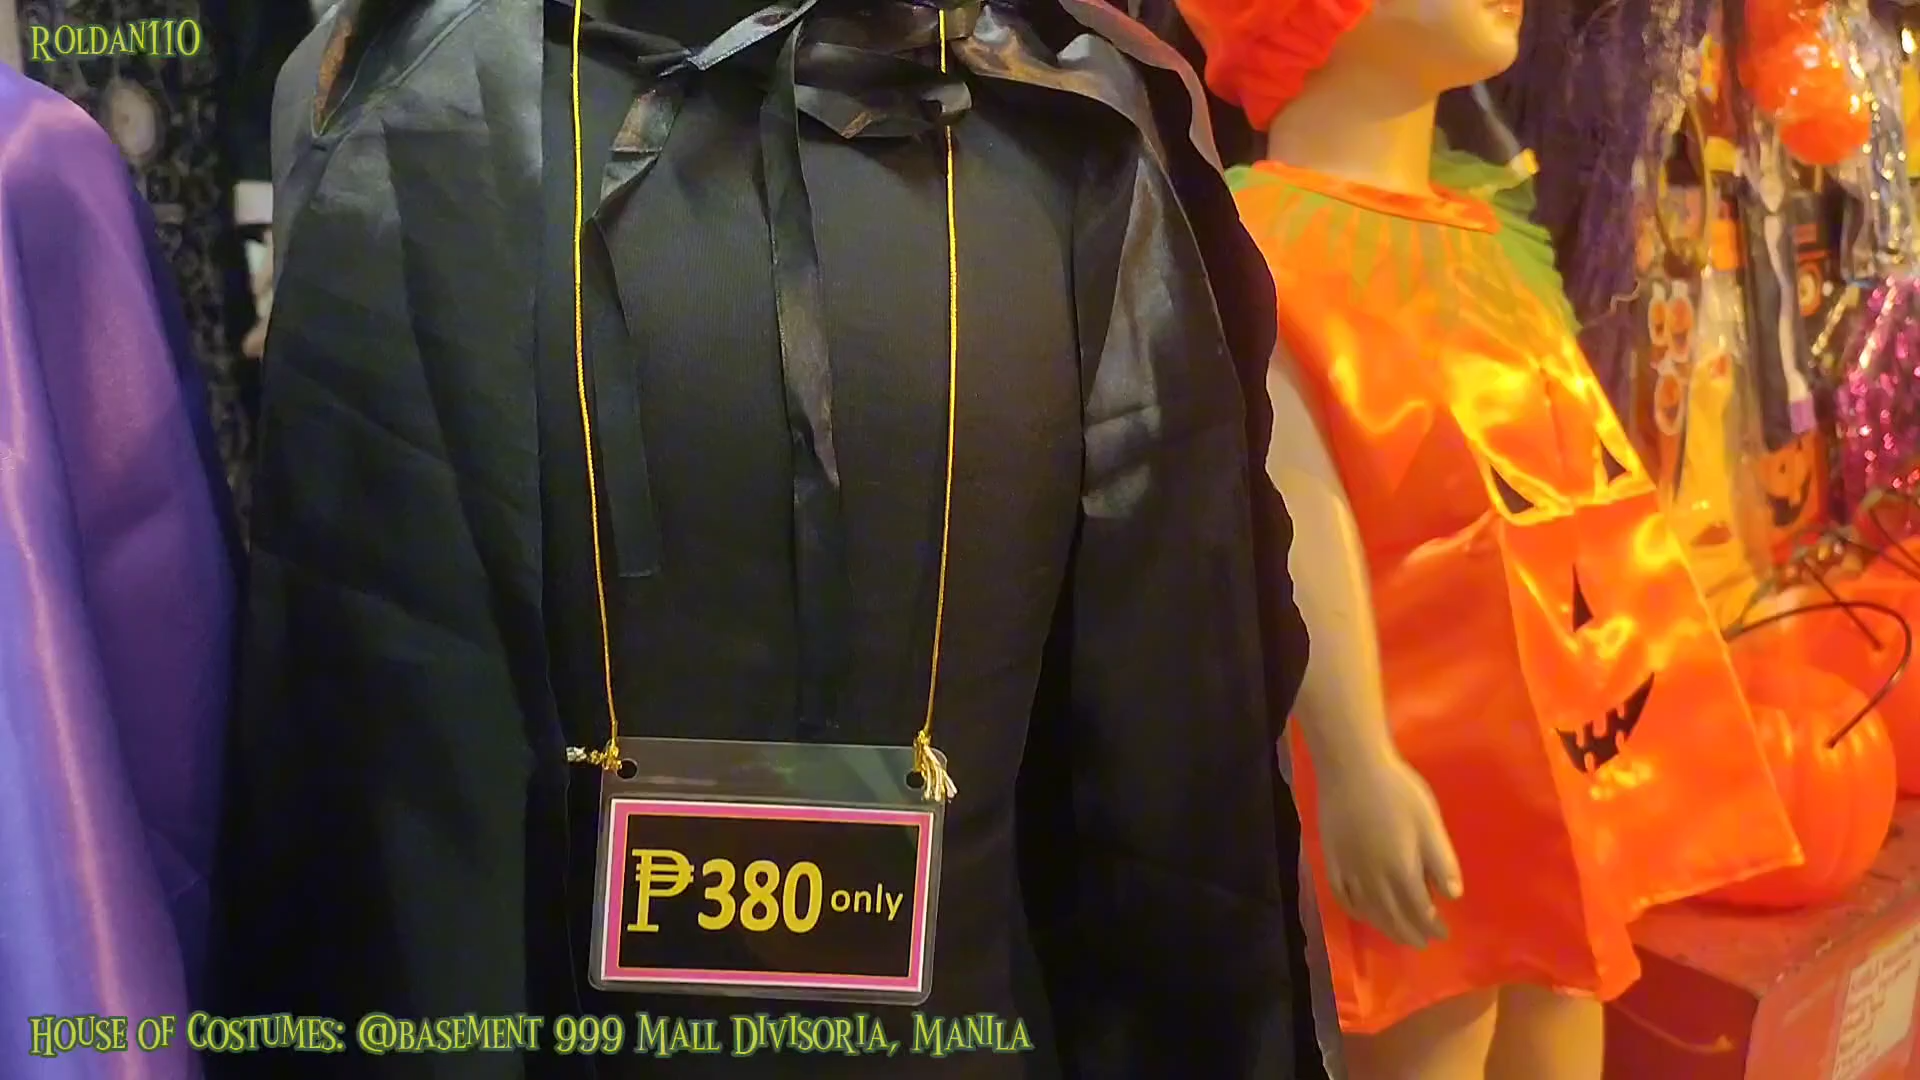 Roldan110
₱380 only
House of Costumes: @basement 999 Mall Divisoria, Manila